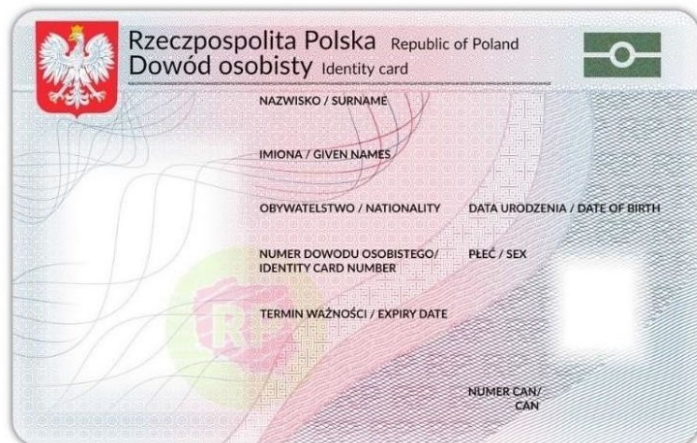 Rzeczpospolita Polska Republic of Poland
Dowód osobisty Identity card
NAZWISKO / SURNAME
IMIONA / GIVEN NAMES
OBYWATELSTWO / NATIONALITY DATA URODZENIA / DATE OF BIRTH
NUMER DOWODU OSOBISTEGO/ PŁEĆ / SEX
IDENTITY CARD NUMBER
TERMIN WAŻNOŚCI / EXPIRY DATE
RP
NUMER CAN/
CAN